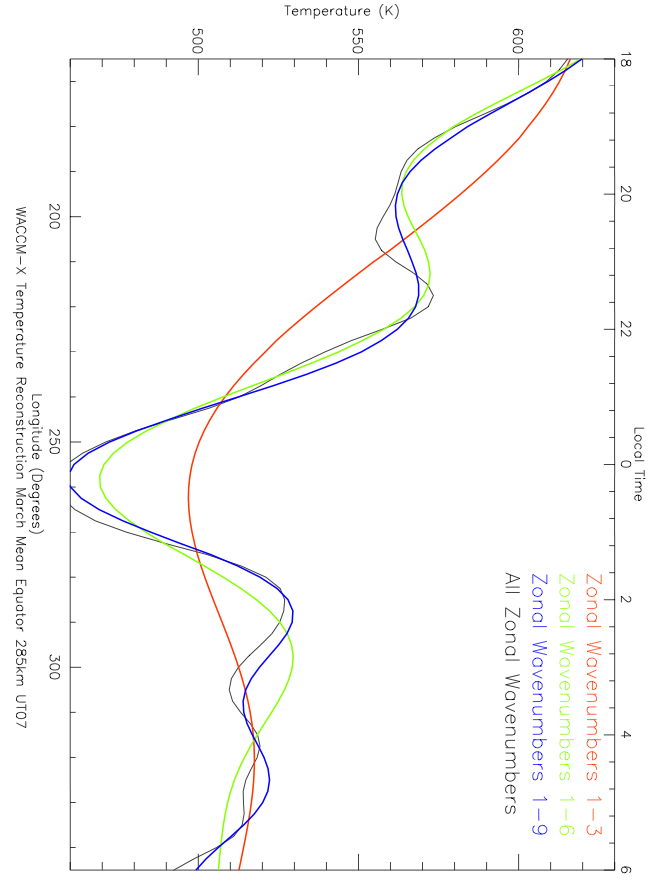 Local Time
18
20
22
0
2
4
6
Temperature (K)
500
550
600
Zonal Wavenumbers 1-3
Zonal Wavenumbers 1-6
Zonal Wavenumbers 1-9
All Zonal Wavenumbers
200
250
300
Longitude (Degrees)
WACCM-X Temperature Reconstruction March Mean Equator 285km UT07